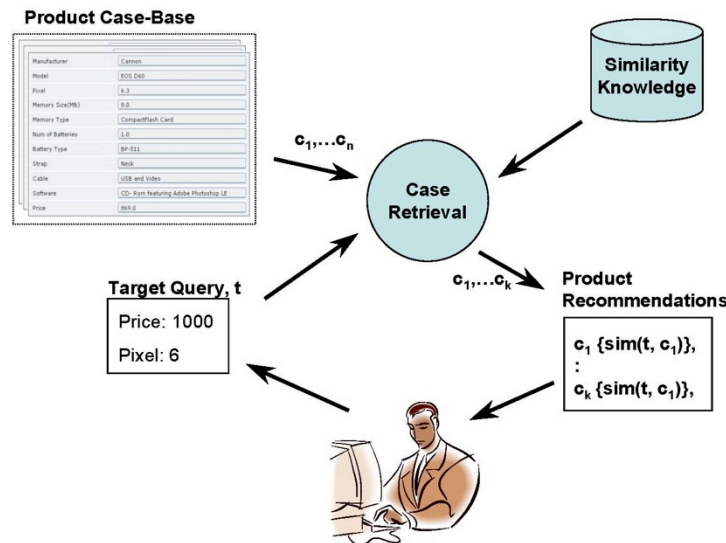 Product Case-Base
Manufacturer Cannon
Model EOS D60
Pixel 6.3
Memory Size(MB) 8.0
Memory Type CompactFlash Card
Num of Batteries 1.0
Battery Type BP-511
Strap Neck
Cable USB and Video
Software CD- Rom featuring Adobe Photoshop LE
Price 869.0
Similarity
Knowledge
c₁,…cₙ
Case
Retrieval
Target Query, t
Price: 1000
Pixel: 6
c₁,…cₖ
Product
Recommendations
c₁ {sim(t, c₁)},
:
cₖ {sim(t, c₁)},